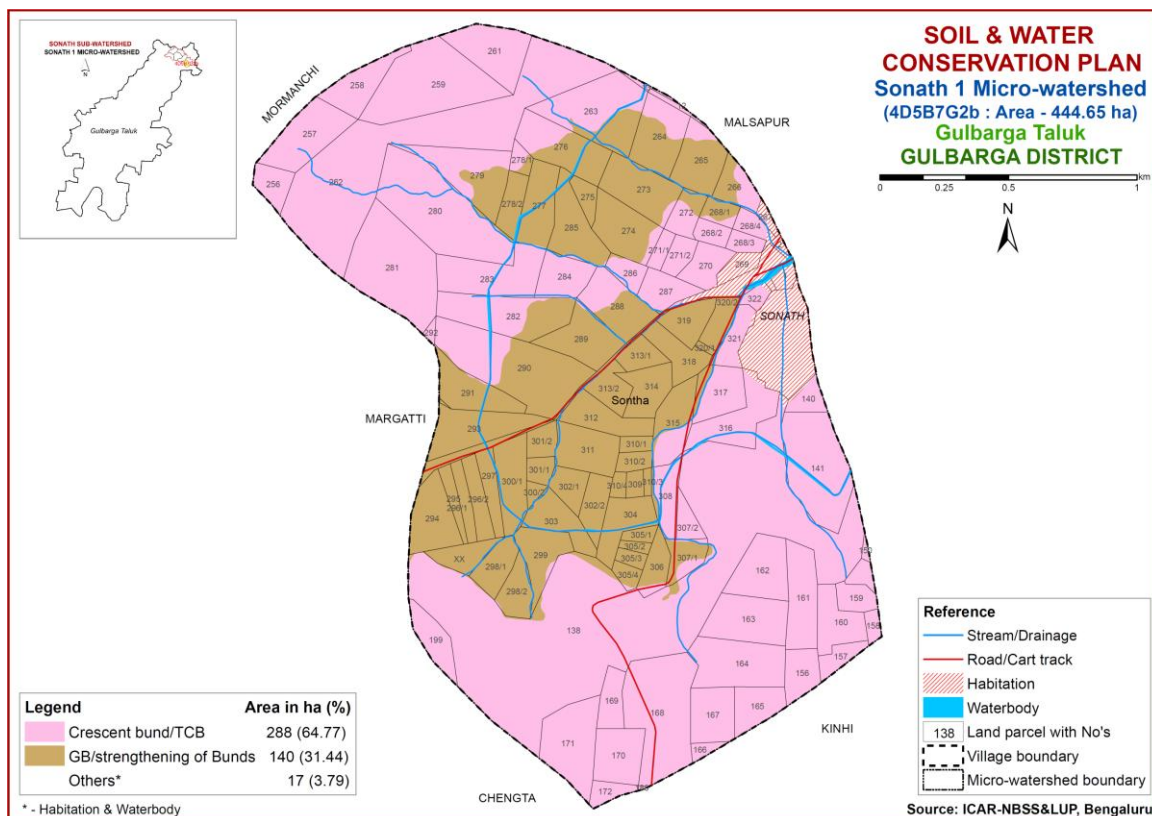 SONATH SUB-WATERSHED
SONATH 1 MICRO-WATERSHED
N
Gulbarga Taluk
SOIL & WATER
CONSERVATION PLAN
Sonath 1 Micro-watershed
(4D5B7G2b : Area - 444.65 ha)
Gulbarga Taluk
GULBARGA DISTRICT
km
0 0.25 0.5 1
N
MORMANCHI
MALSAPUR
MARGATTI
SONATH
Sontha
KINHI
CHENGTA
261
258 259
263
257
264
276
265
278/1
256 262
279
273
266
278/2 277 275
280
272 268/1
285
274
268/2 268/4
268/3
271/1 271/2
281
270 269
283 284 286
287
322
282
288
320/2
292
319
321
289
320/1
313/1
290
318
314
313/2
317
291
140
312
315
293
316
301/2
310/1
311
310/2
141
301/1
297
295 296/2 300/1
300/2 302/1
310/4 309 310/3
308
296/1
302/2
294
304
303
307/2
305/1
305/2
XX
299
305/3
307/1
298/1
306
305/4
162
298/2
161
159
163
160
158
138
199
157
164
156
169
168
165
167
171
166
170
172
Legend Area in ha (%)
Crescent bund/TCB 288 (64.77)
GB/strengthening of Bunds 140 (31.44)
Others* 17 (3.79)
* - Habitation & Waterbody
Reference
Stream/Drainage
Road/Cart track
Habitation
Waterbody
138 Land parcel with No's
Village boundary
Micro-watershed boundary
Source: ICAR-NBSS&LUP, Bengaluru